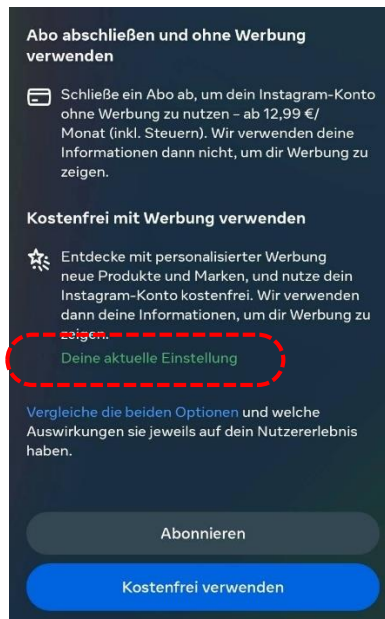 Abo abschließen und ohne Werbung
verwenden
Schließe ein Abo ab, um dein Instagram-Konto
ohne Werbung zu nutzen – ab 12,99 €/
Monat (inkl. Steuern). Wir verwenden deine
Informationen dann nicht, um dir Werbung zu
zeigen.
Kostenfrei mit Werbung verwenden
Entdecke mit personalisierter Werbung
neue Produkte und Marken, und nutze dein
Instagram-Konto kostenfrei. Wir verwenden
dann deine Informationen, um dir Werbung zu
zeigen.
Deine aktuelle Einstellung
Vergleiche die beiden Optionen und welche
Auswirkungen sie jeweils auf dein Nutzererlebnis
haben.
Abonnieren
Kostenfrei verwenden